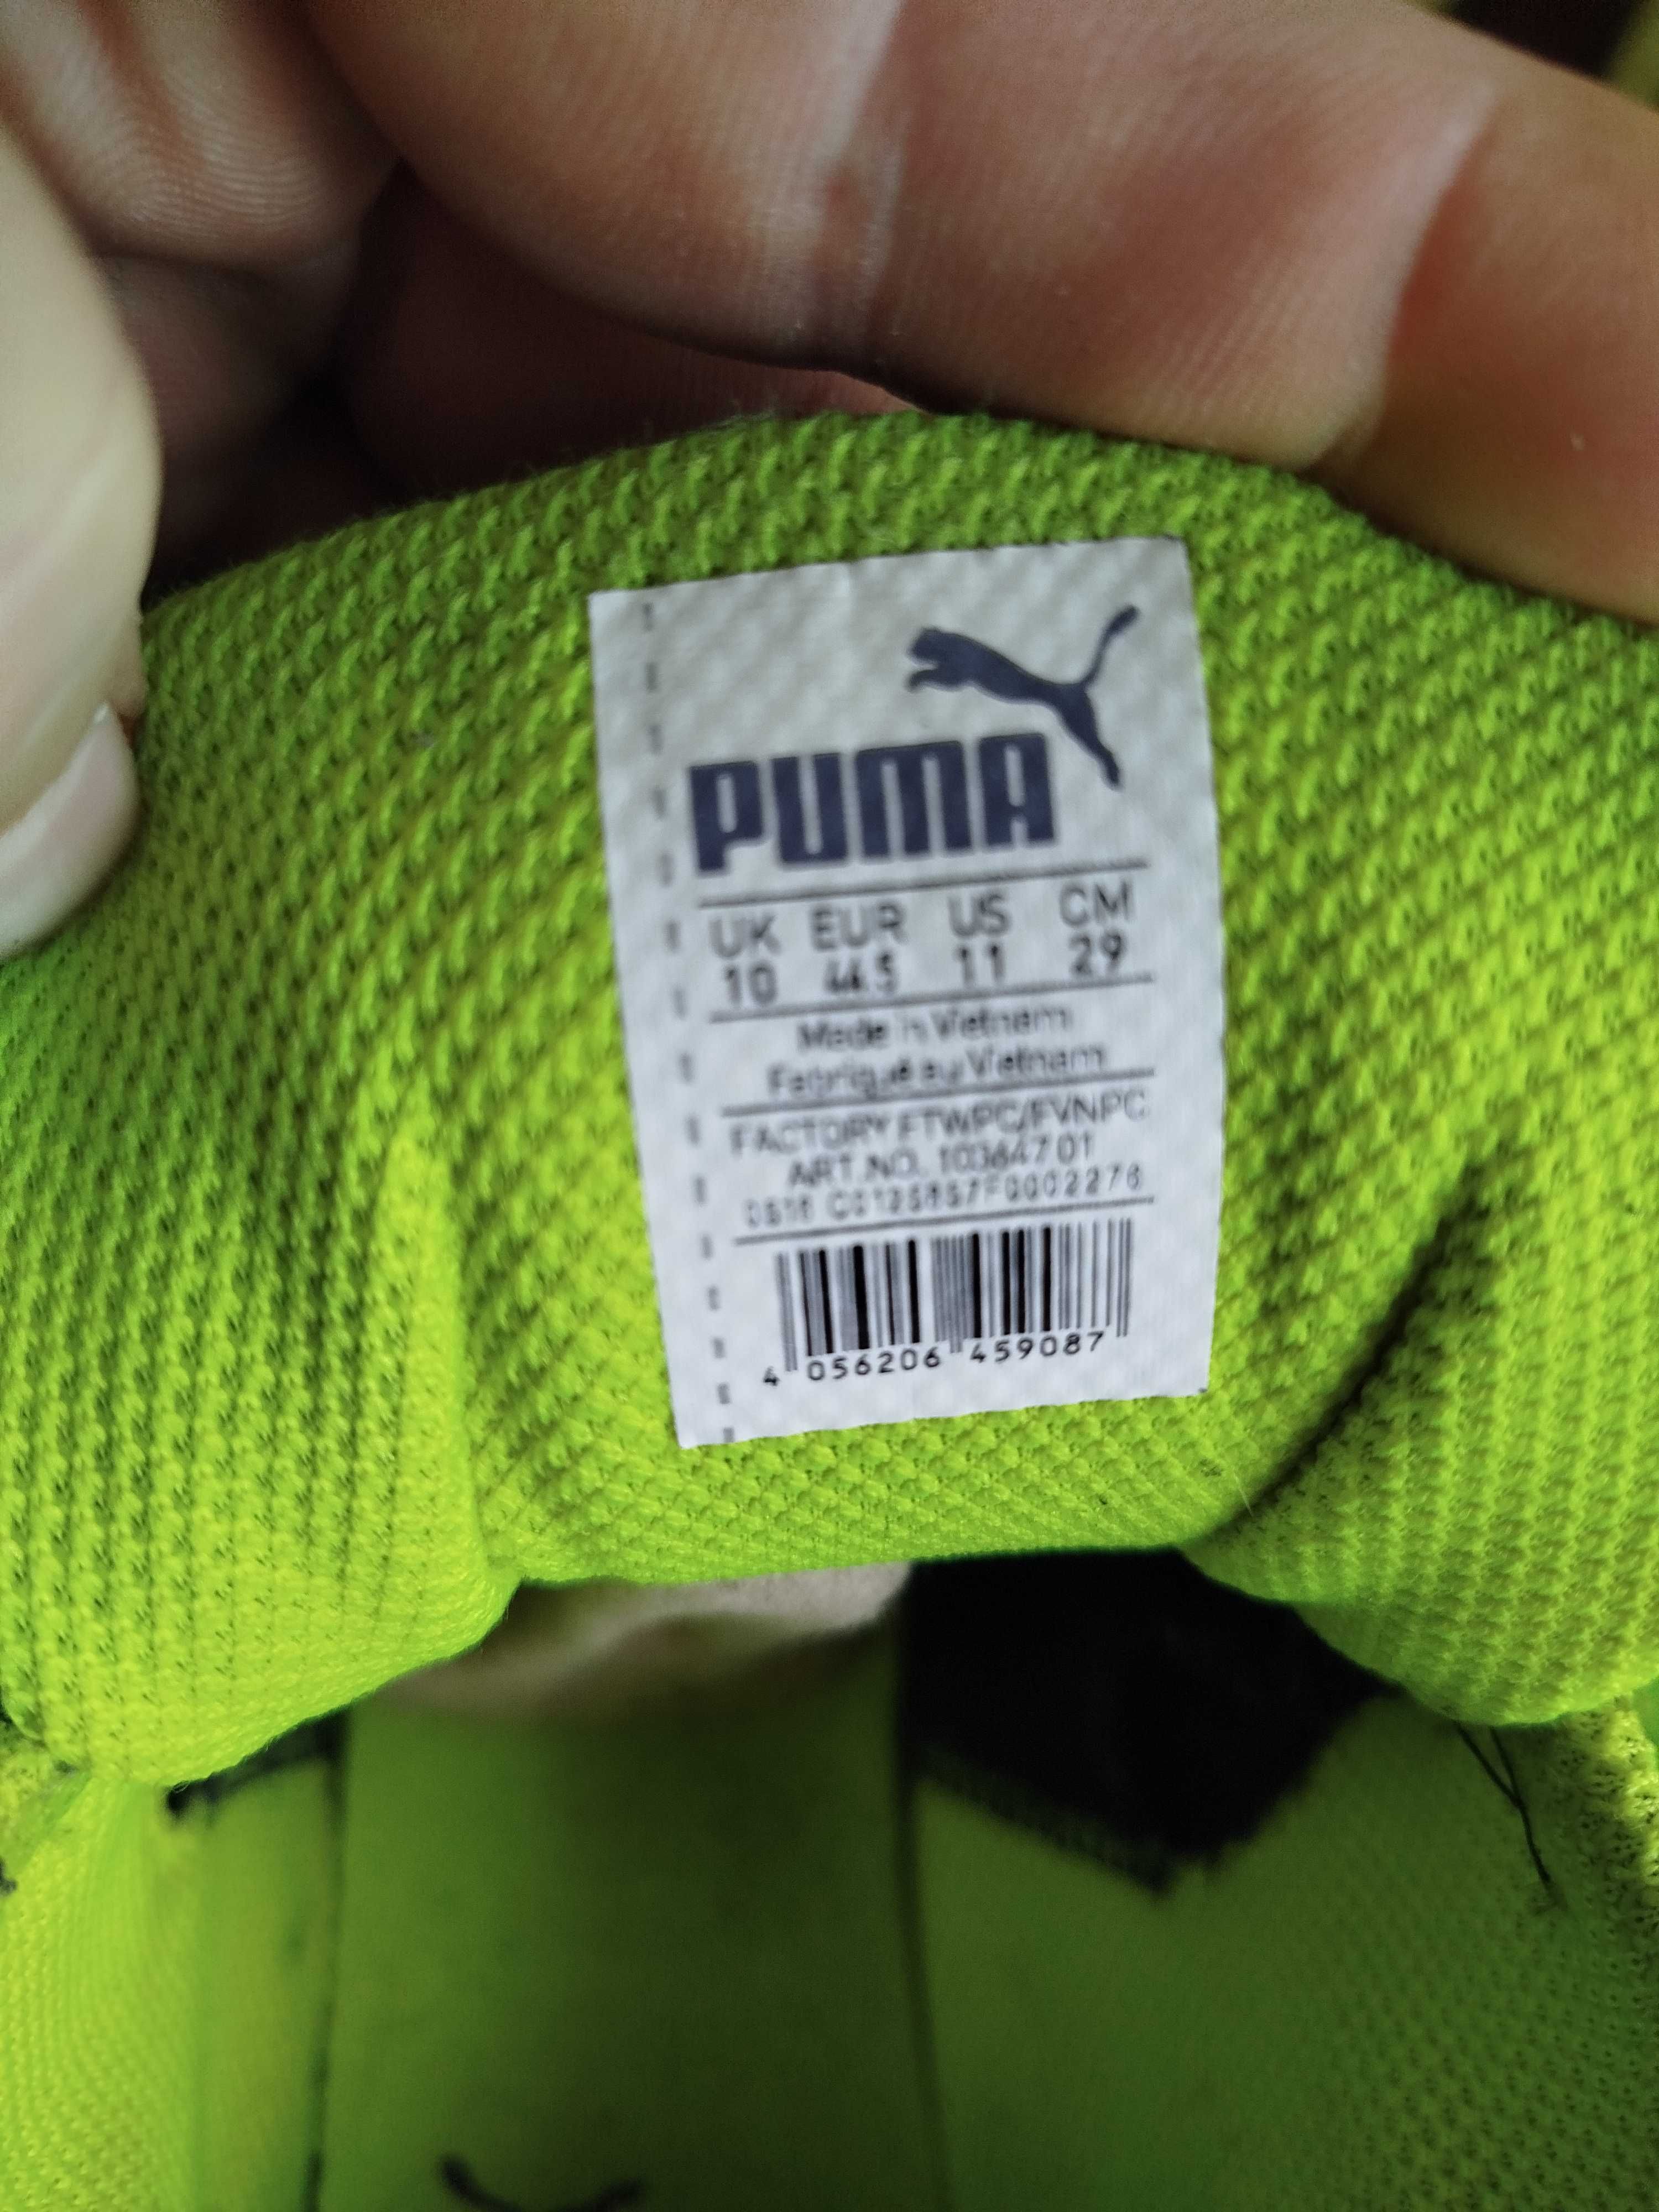 PUMA
UK EUR US CM
10 44.5 11 29
Made in Vietnam
Fabriqué by Vietnam
FACTORY FTWPC/FVNPC
ART.NO. 103647 01
4 056206 459087